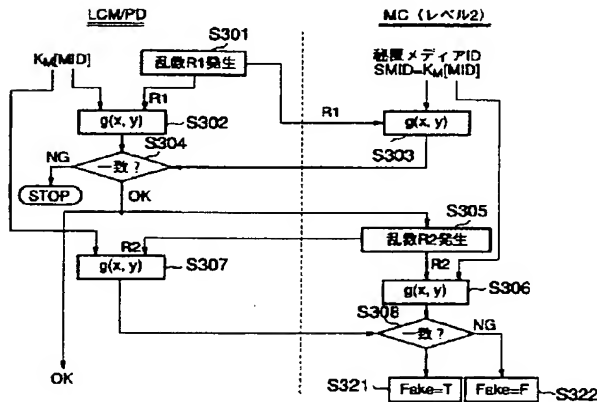 LCM/PD
MC（レベル2）
KM[MID]
S301
乱数R1発生
秘匿メディアID
SMID=KM[MID]
R1
R1
g(x, y)
S302
g(x, y)
S303
S304
NG
一致？
STOP
OK
S305
乱数R2発生
R2
R2
g(x, y)
S307
g(x, y)
S306
S308
一致？
NG
OK
S321
Fake=T
Fake=F
S322